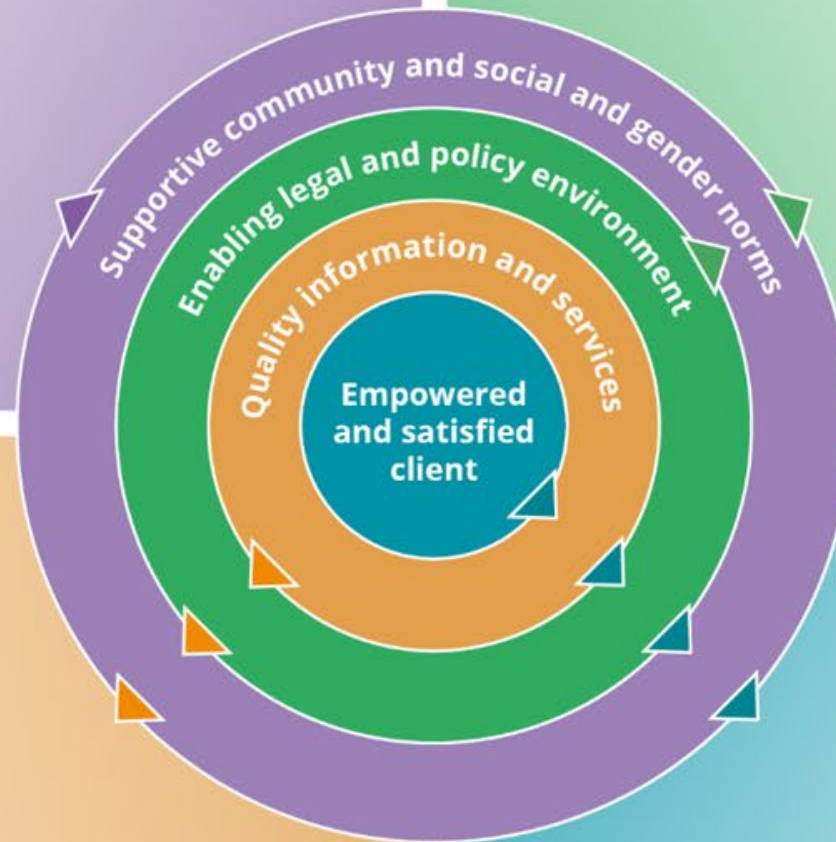 Supportive community and social and gender norms
Enabling legal and policy environment
Quality information and services
Empowered
and satisfied
client